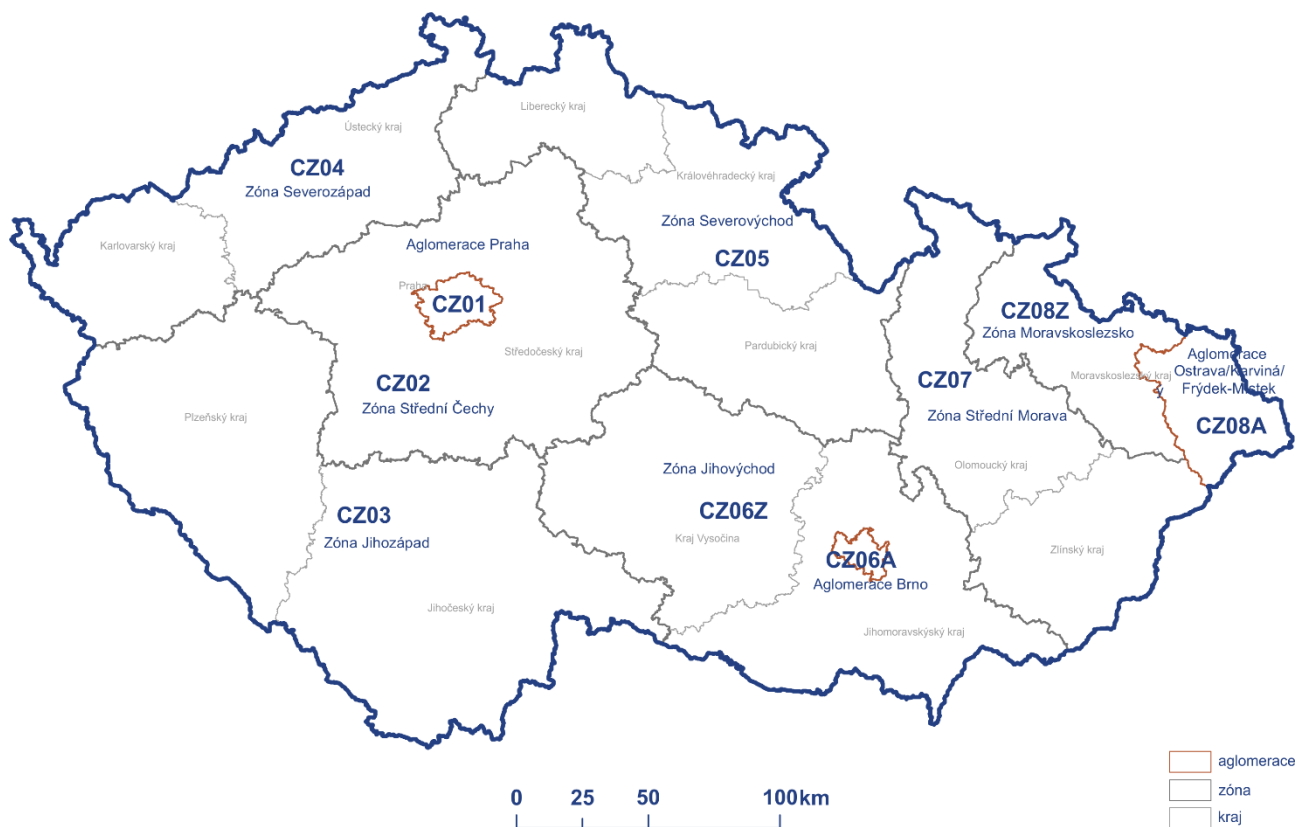 Liberecký kraj
Ústecký kraj
CZ04
Zóna Severozápad
Královéhradecký kraj
Karlovarský kraj
Aglomerace Praha
Zóna Severovýchod
CZ05
Praha
CZ01
CZ08Z
Zóna Moravskoslezsko
Středočeský kraj
Pardubický kraj
Aglomerace
Ostrava/Karviná/
Frýdek-Místek
Moravskoslezský kraj
y
CZ02
Zóna Střední Čechy
CZ07
Zóna Střední Morava
Plzeňský kraj
CZ08A
Zóna Jihovýchod
Olomoucký kraj
CZ03
Zóna Jihozápad
CZ06Z
Kraj Vysočina
Zlínský kraj
CZ06A
Aglomerace Brno
Jihočeský kraj
Jihomoravskýský kraj
aglomerace
zóna
kraj
0 25 50 100km